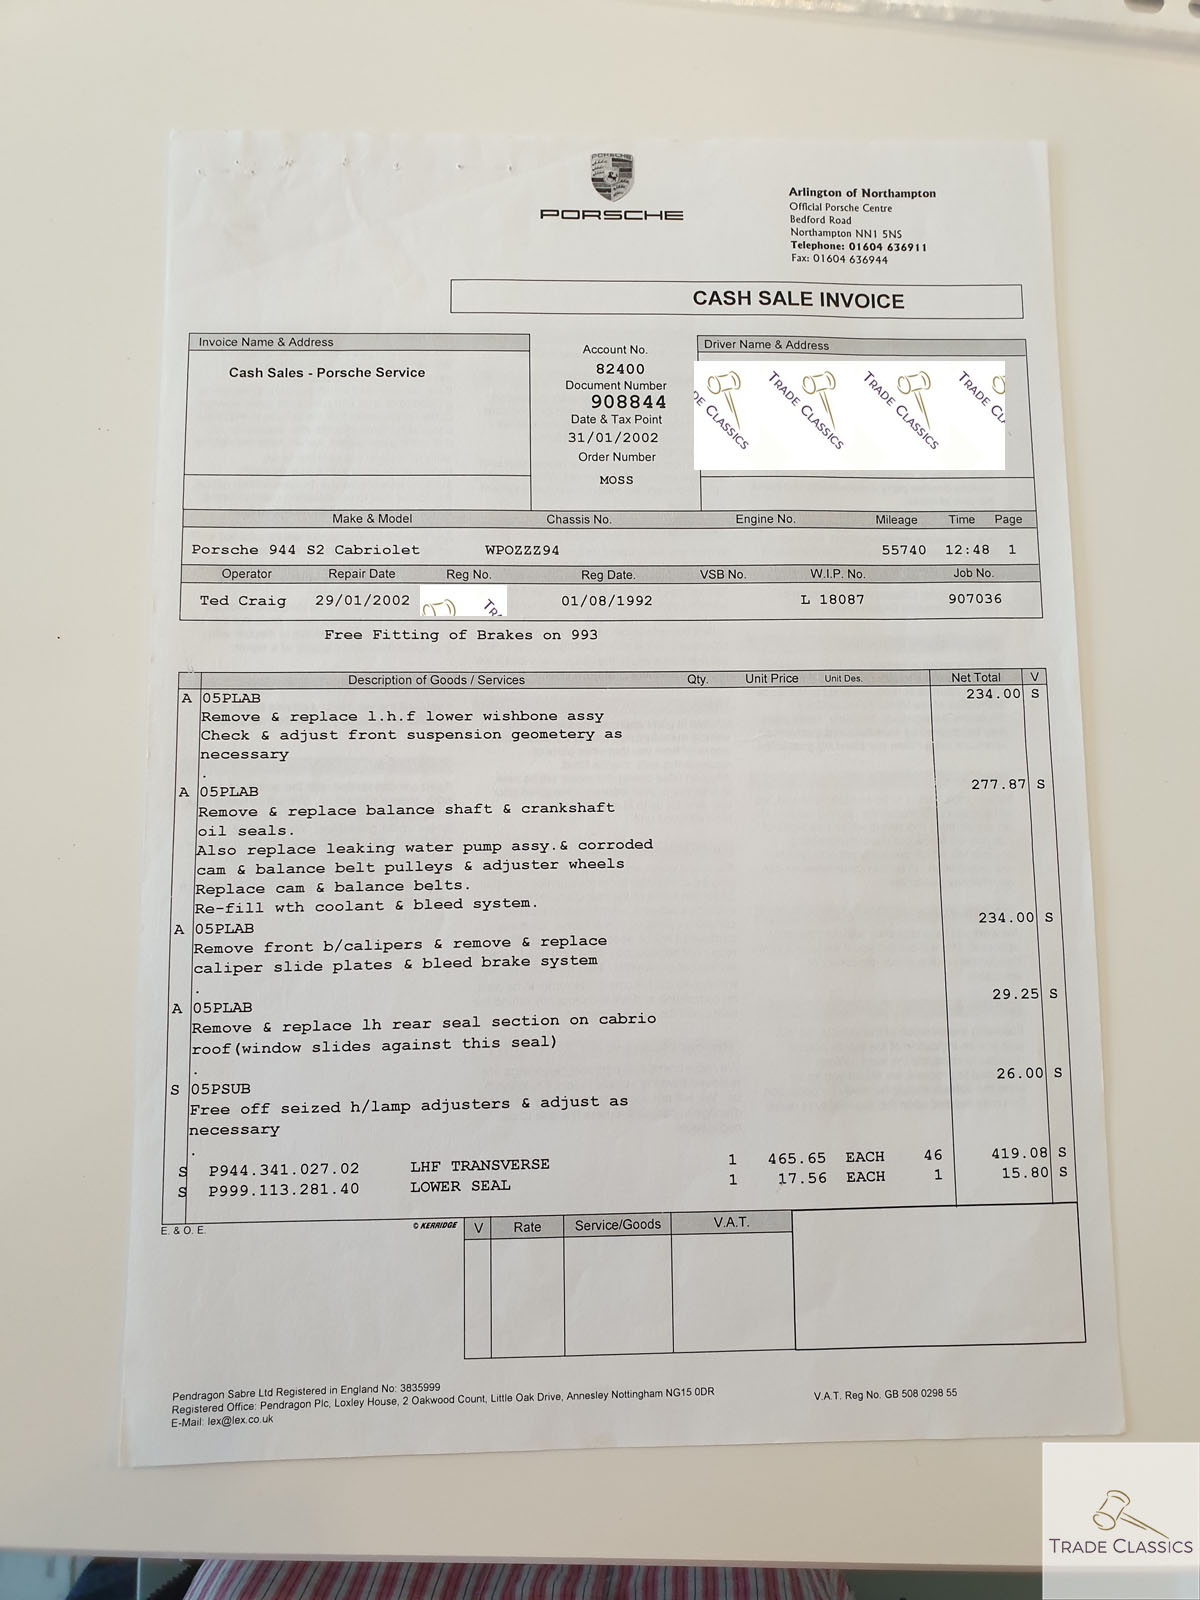 PORSCHE
PORSCHE
Arlington of Northampton
Official Porsche Centre
Bedford Road
Northampton NN1 5NS
Telephone: 01604 636911
Fax: 01604 636944
CASH SALE INVOICE
Invoice Name & Address
Cash Sales - Porsche Service
Account No.
82400
Document Number
908844
Date & Tax Point
31/01/2002
Order Number
MOSS
Driver Name & Address
DE CLASSICS TRADE CLASSICS TRADE CLASSICS TRADE CL
Make & Model Chassis No. Engine No. Mileage Time Page
Porsche 944 S2 Cabriolet WPOZZZ94 55740 12:48 1
Operator Repair Date Reg No. Reg Date. VSB No. W.I.P. No. Job No.
Ted Craig 29/01/2002 TR 01/08/1992 L 18087 907036
Free Fitting of Brakes on 993
Description of Goods / Services Qty. Unit Price Unit Des. Net Total V
A 05PLAB 234.00 S
Remove & replace l.h.f lower wishbone assy
Check & adjust front suspension geometery as
necessary
.
A 05PLAB 277.87 S
Remove & replace balance shaft & crankshaft
oil seals.
Also replace leaking water pump assy.& corroded
cam & balance belt pulleys & adjuster wheels
Replace cam & balance belts.
Re-fill wth coolant & bleed system.
A 05PLAB 234.00 S
Remove front b/calipers & remove & replace
caliper slide plates & bleed brake system
.
A 05PLAB 29.25 S
Remove & replace lh rear seal section on cabrio
roof(window slides against this seal)
.
S 05PSUB 26.00 S
Free off seized h/lamp adjusters & adjust as
necessary
.
S P944.341.027.02 LHF TRANSVERSE 1 465.65 EACH 46 419.08 S
S P999.113.281.40 LOWER SEAL 1 17.56 EACH 1 15.80 S
E. & O. E. © KERRIDGE V Rate Service/Goods V.A.T.
Pendragon Sabre Ltd Registered in England No: 3835999
Registered Office: Pendragon Plc, Loxley House, 2 Oakwood Count, Little Oak Drive, Annesley Nottingham NG15 0DR
E-Mail: lex@lex.co.uk
V.A.T. Reg No. GB 508 0298 55
TRADE CLASSICS